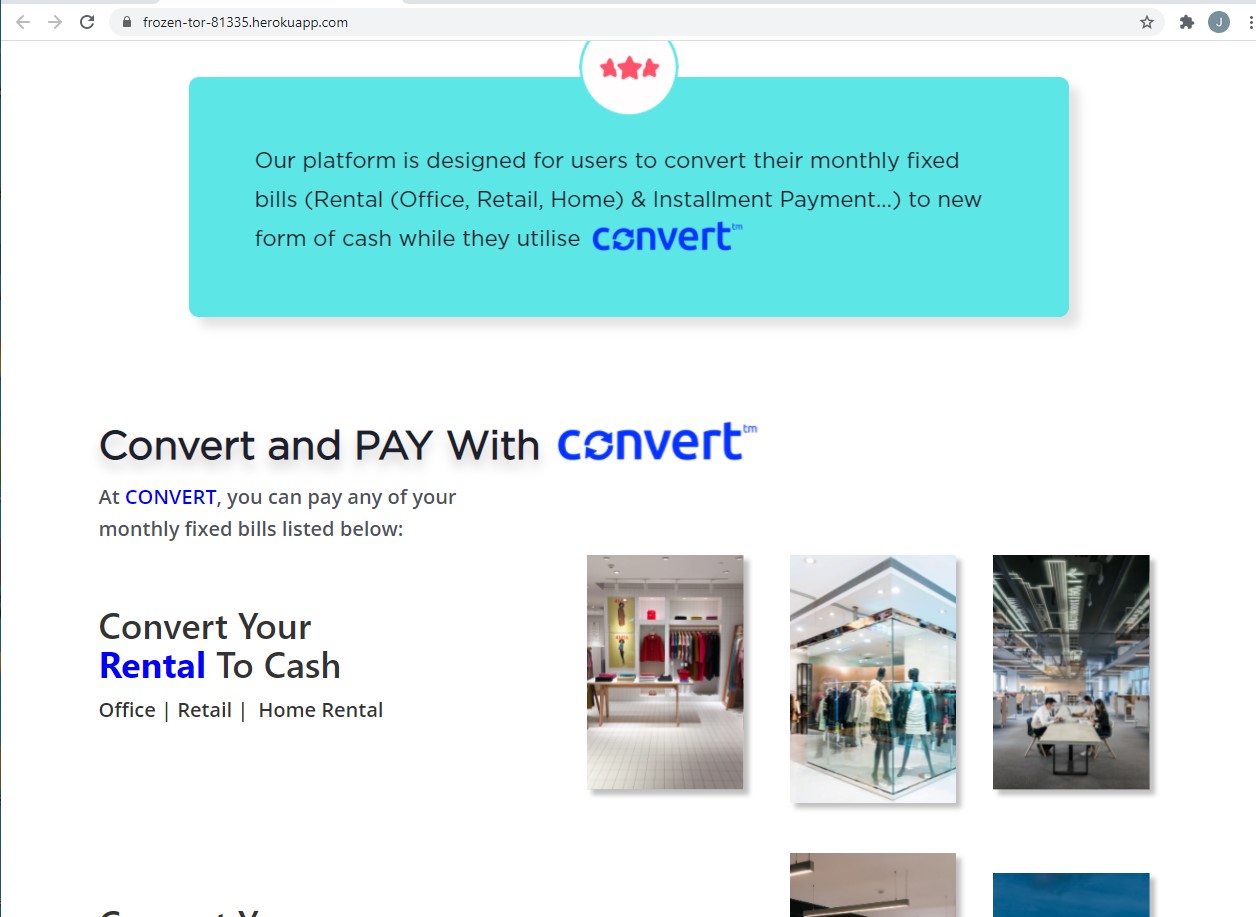 frozen-tor-81335.herokuapp.com
J
Our platform is designed for users to convert their monthly fixed
bills (Rental (Office, Retail, Home) & Installment Payment...) to new
form of cash while they utilise convert™
Convert and PAY With convert™
At CONVERT, you can pay any of your
monthly fixed bills listed below:
Convert Your
Rental To Cash
Office | Retail | Home Rental